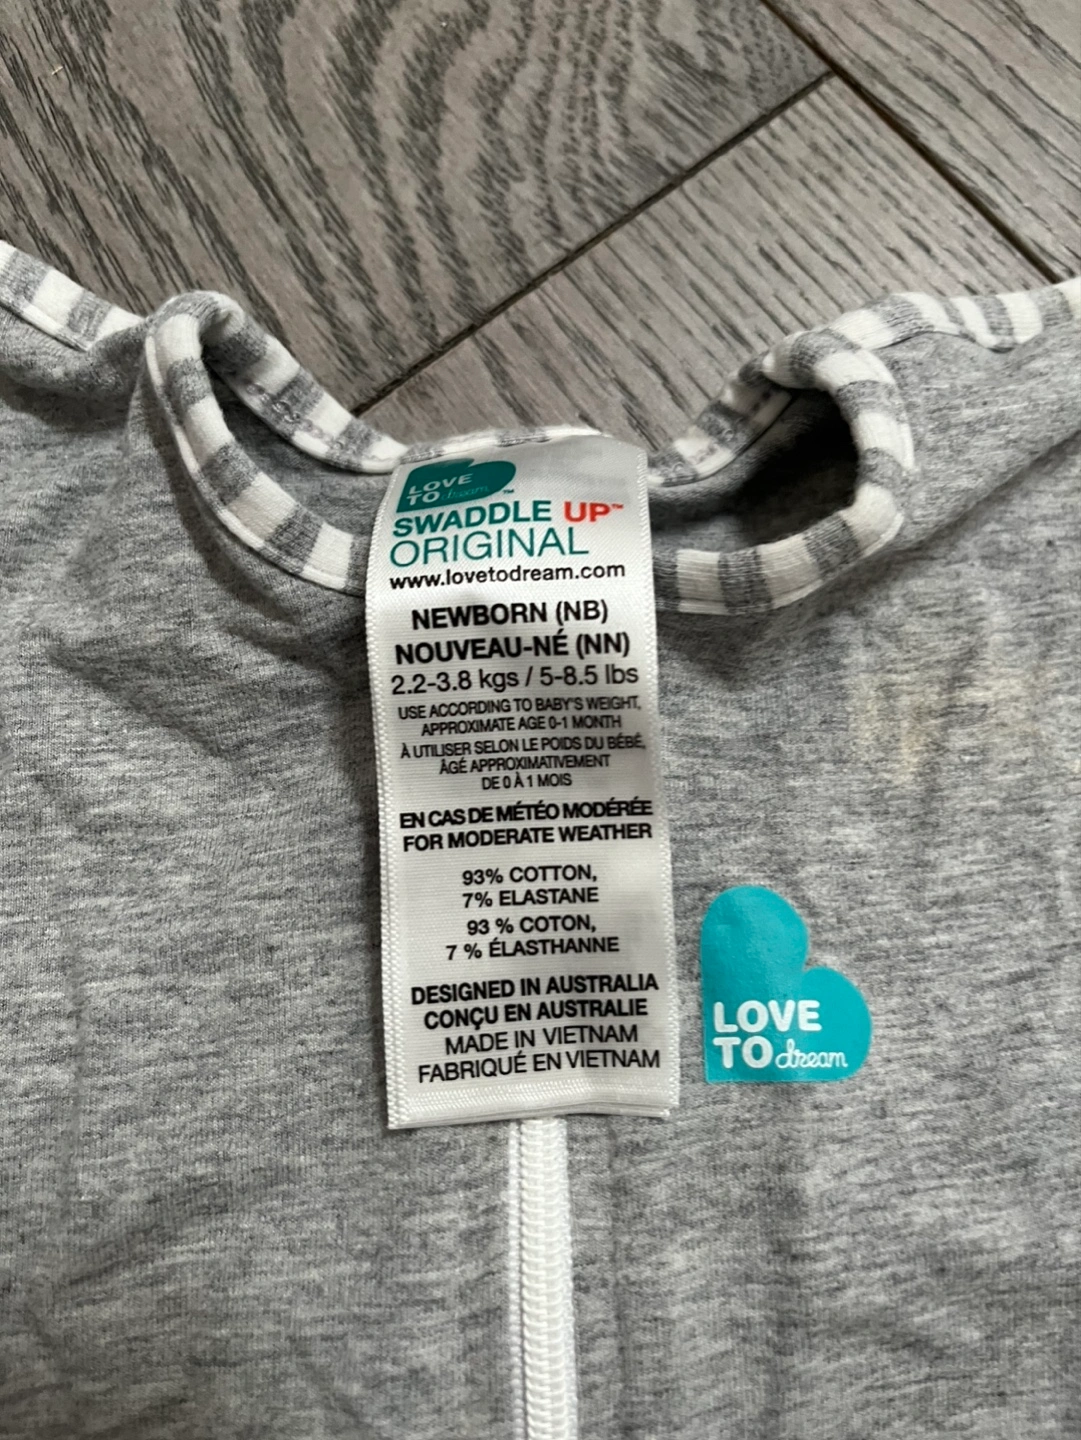 LOVE
TO dream ™
SWADDLE UP™
ORIGINAL
www.lovetodream.com
NEWBORN (NB)
NOUVEAU-NÉ (NN)
2.2-3.8 kgs / 5-8.5 lbs
USE ACCORDING TO BABY'S WEIGHT,
APPROXIMATE AGE 0-1 MONTH
À UTILISER SELON LE POIDS DU BÉBÉ,
ÂGÉ APPROXIMATIVEMENT
DE 0 À 1 MOIS
EN CAS DE MÉTÉO MODÉRÉE
FOR MODERATE WEATHER
93% COTTON,
7% ELASTANE
93 % COTON,
7 % ÉLASTHANNE
DESIGNED IN AUSTRALIA
CONÇU EN AUSTRALIE
MADE IN VIETNAM
FABRIQUÉ EN VIETNAM
LOVE
TO dream